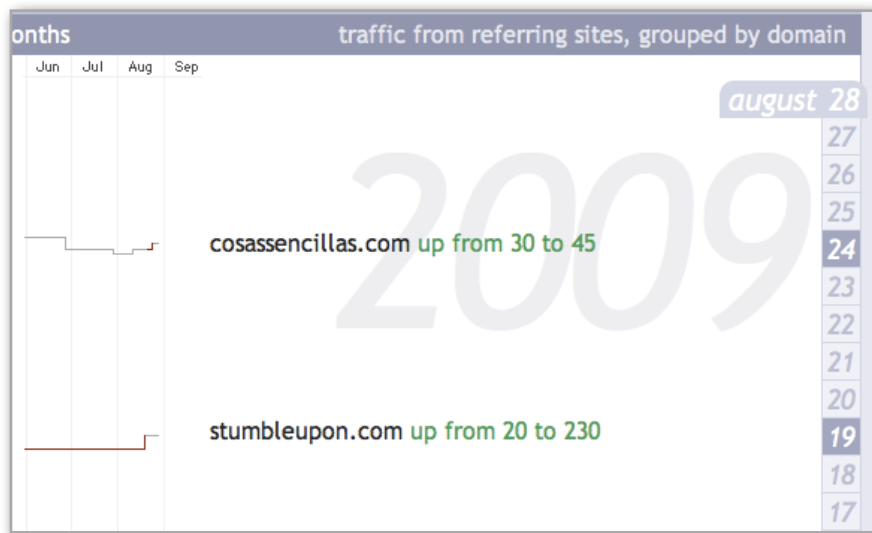 onths
traffic from referring sites, grouped by domain
Jun Jul Aug Sep
august 28
27
26
25
2009
cosassencillas.com up from 30 to 45
24
23
22
21
20
stumbleupon.com up from 20 to 230
19
18
17